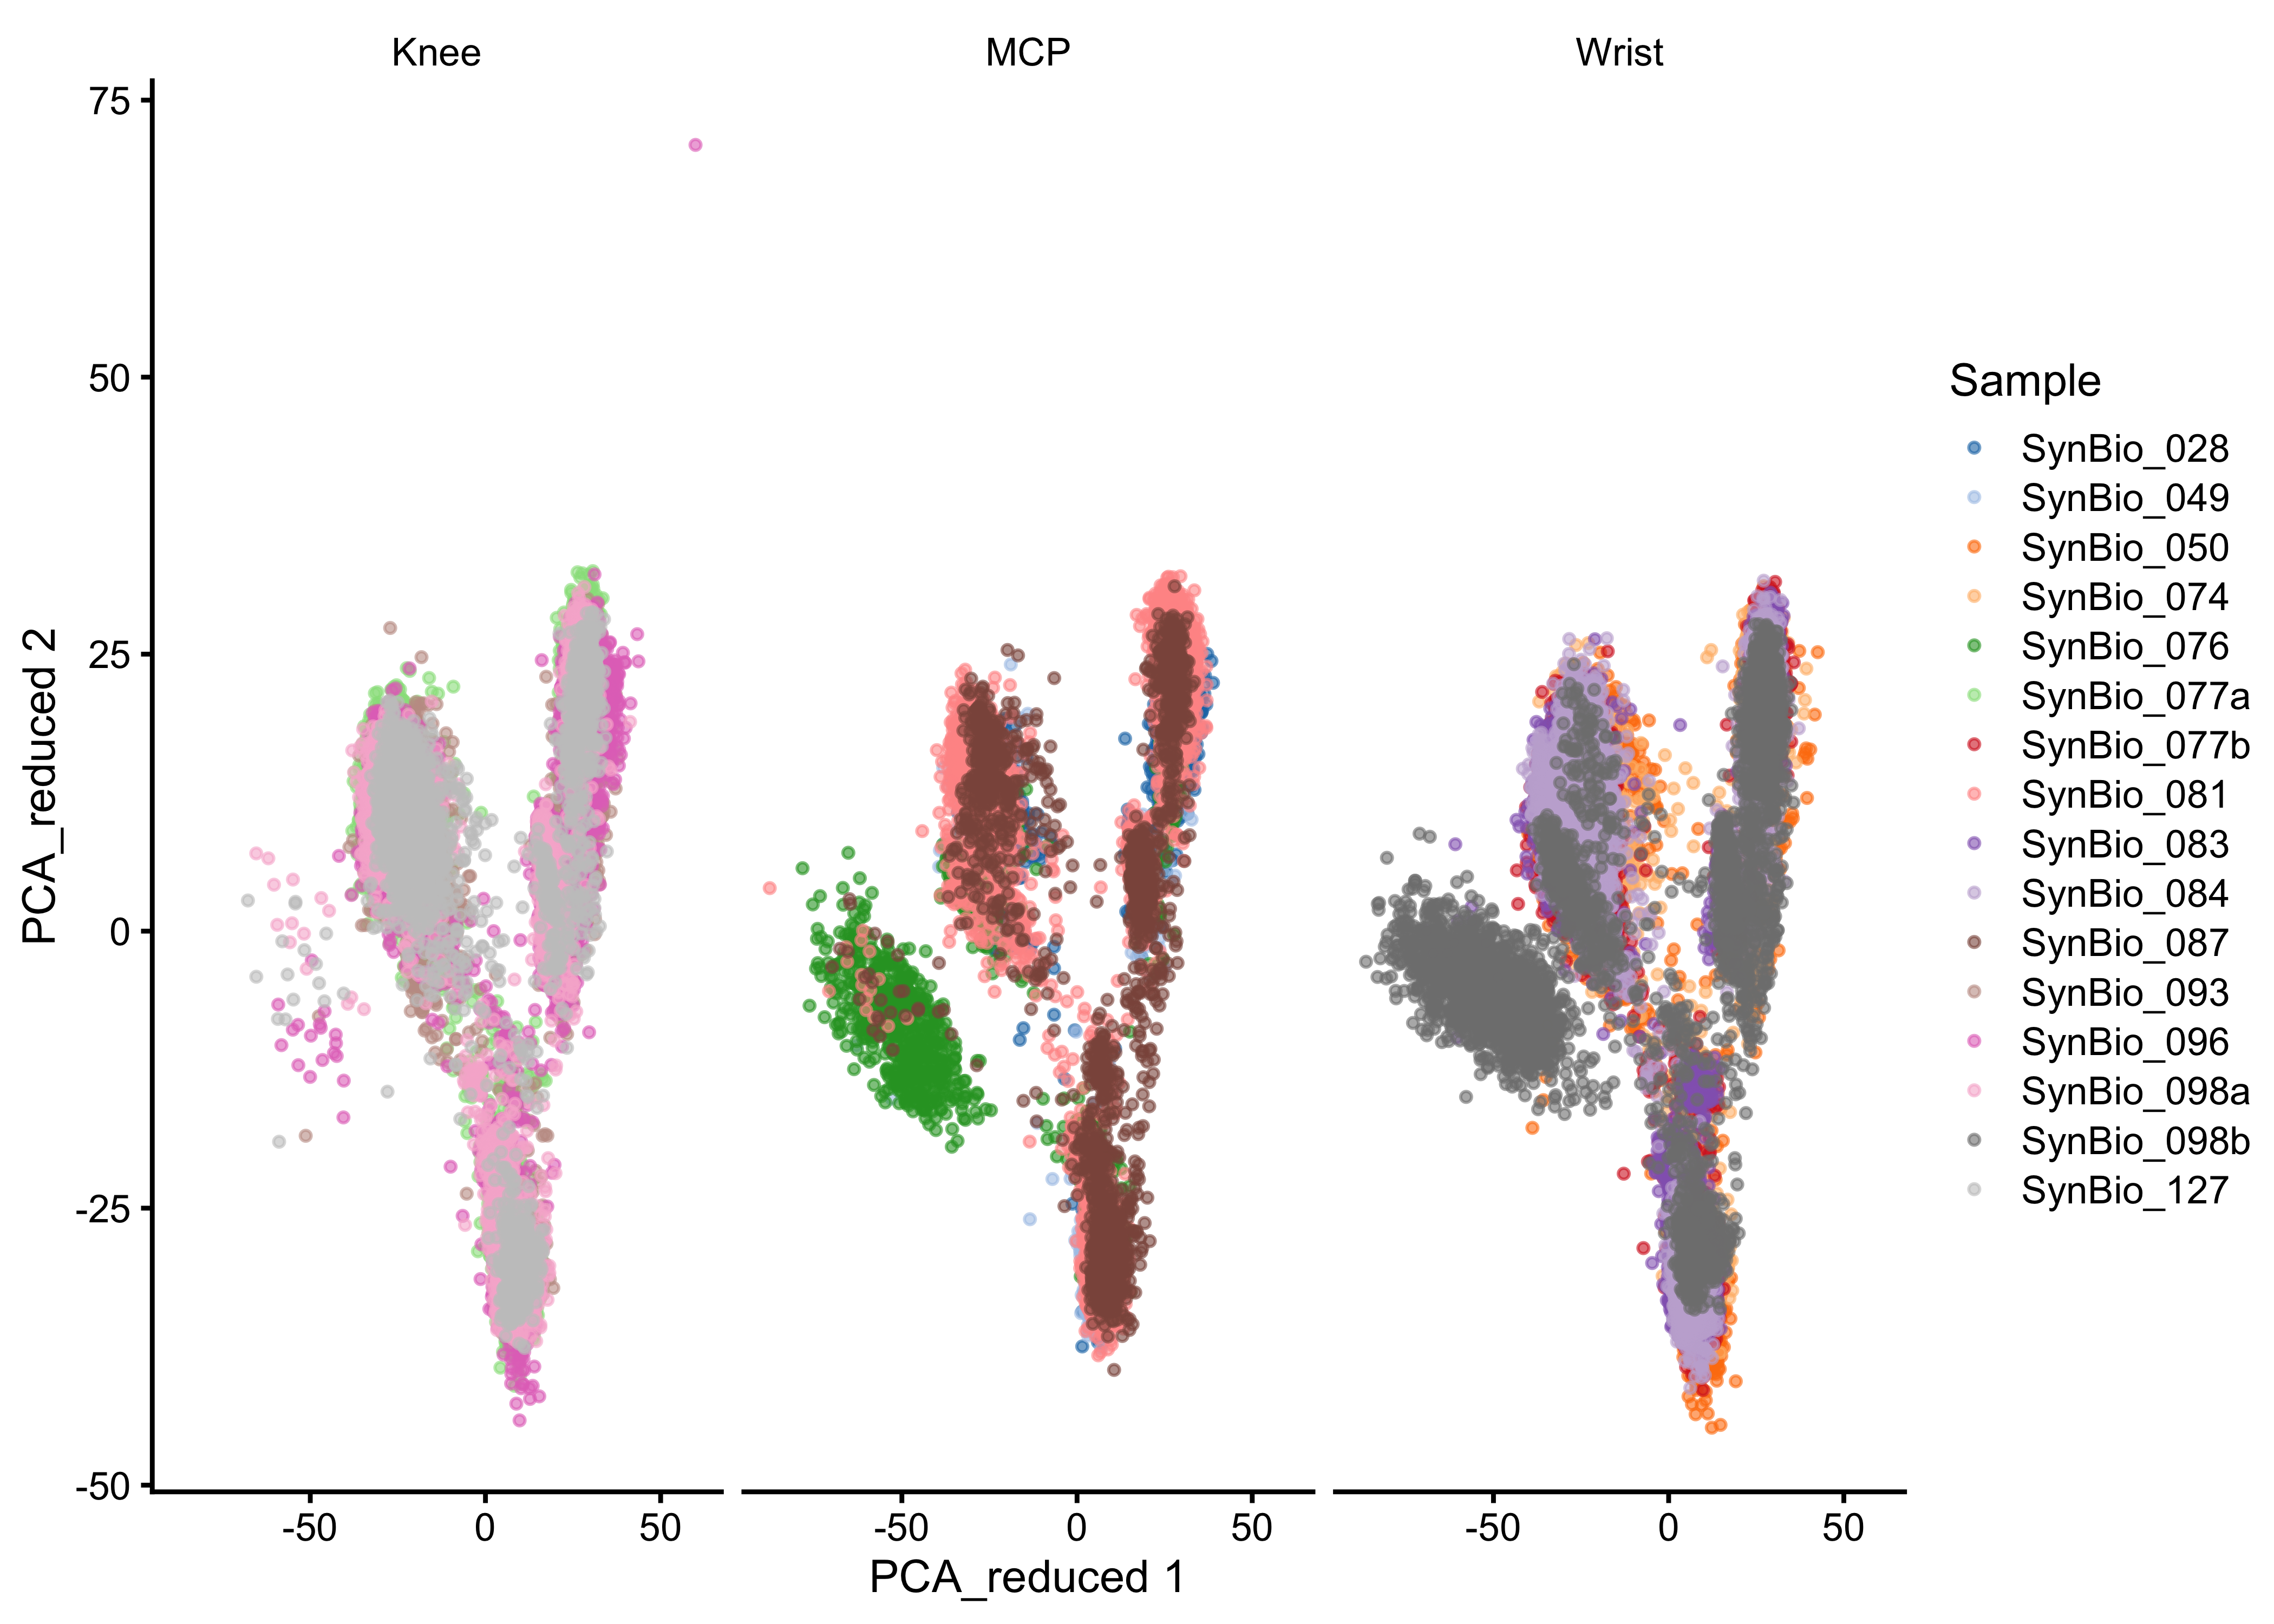 Knee MCP Wrist
75
50
25
0
-25
-50
PCA_reduced 2
-50 0 50 -50 0 50 -50 0 50
PCA_reduced 1
Sample
SynBio_028
SynBio_049
SynBio_050
SynBio_074
SynBio_076
SynBio_077a
SynBio_077b
SynBio_081
SynBio_083
SynBio_084
SynBio_087
SynBio_093
SynBio_096
SynBio_098a
SynBio_098b
SynBio_127